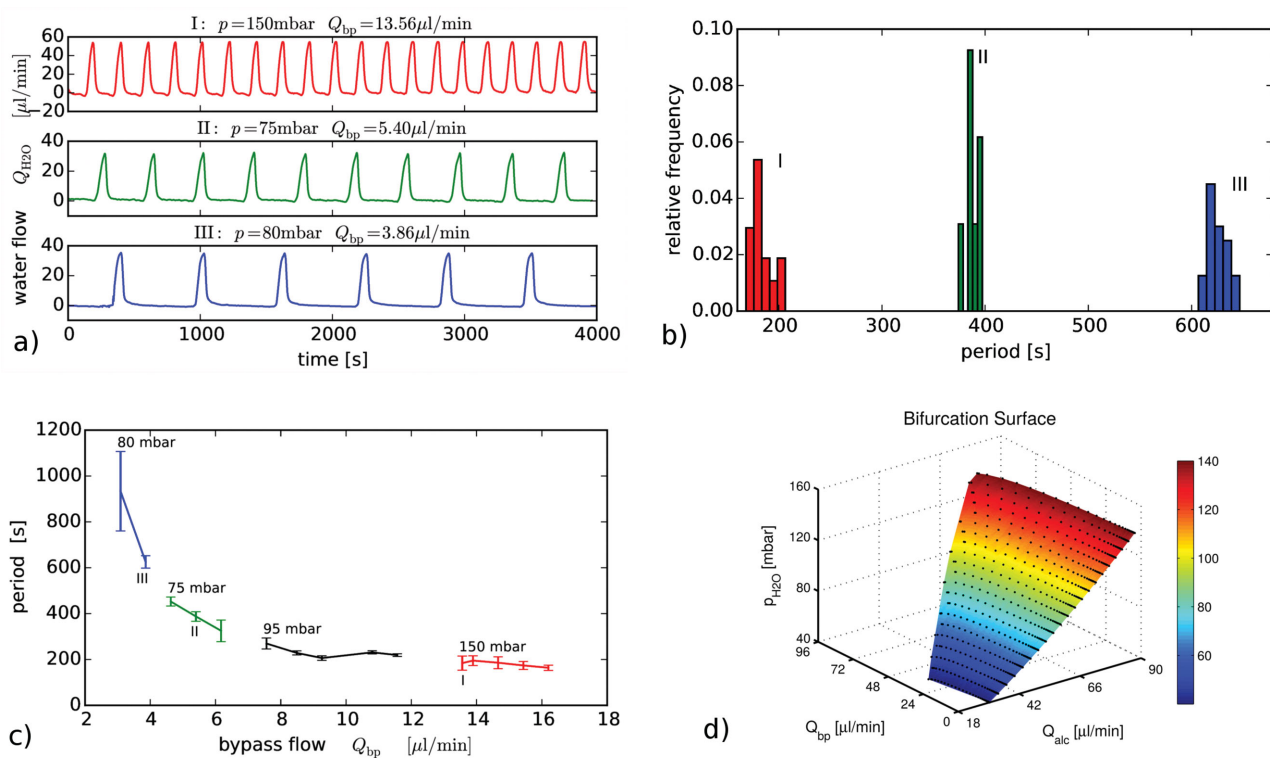 I: p=150mbar Q_bp=13.56μl/min
60
40
20
0
20
[μl/min]
II: p=75mbar Q_bp=5.40μl/min
40
20
0
III: p=80mbar Q_bp=3.86μl/min
40
20
0
water flow Q_H2O
0 1000 2000 3000 4000
time [s]
a)
0.10
0.08
0.06
0.04
0.02
0.00
relative frequency
I
II
III
200 300 400 500 600
period [s]
b)
1200
1000
800
600
400
200
0
period [s]
80 mbar
III
75 mbar
II
95 mbar
150 mbar
I
2 4 6 8 10 12 14 16 18
bypass flow Q_bp [μl/min]
c)
Bifurcation Surface
160
120
80
40
p_H2O [mbar]
96
72
48
24
0
Q_bp [μl/min]
18
42
66
90
Q_alc [μl/min]
140
120
100
80
60
d)